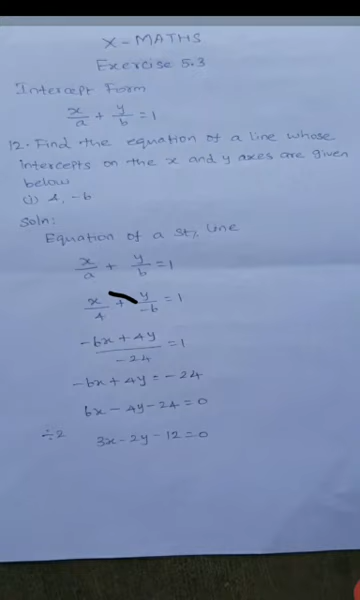 X-MATHS
Exercise 5.3
Intercept Form
x/a + y/b = 1
12. Find the equation of a line whose
intercepts on the x and y axes are given
below
(i) 4, -6
Soln:
Equation of a st, line
x/a + y/b = 1
x/4 + y/-6 = 1
-6x + 4y / -24 = 1
-6x + 4y = -24
6x - 4y - 24 = 0
÷2 3x - 2y - 12 = 0